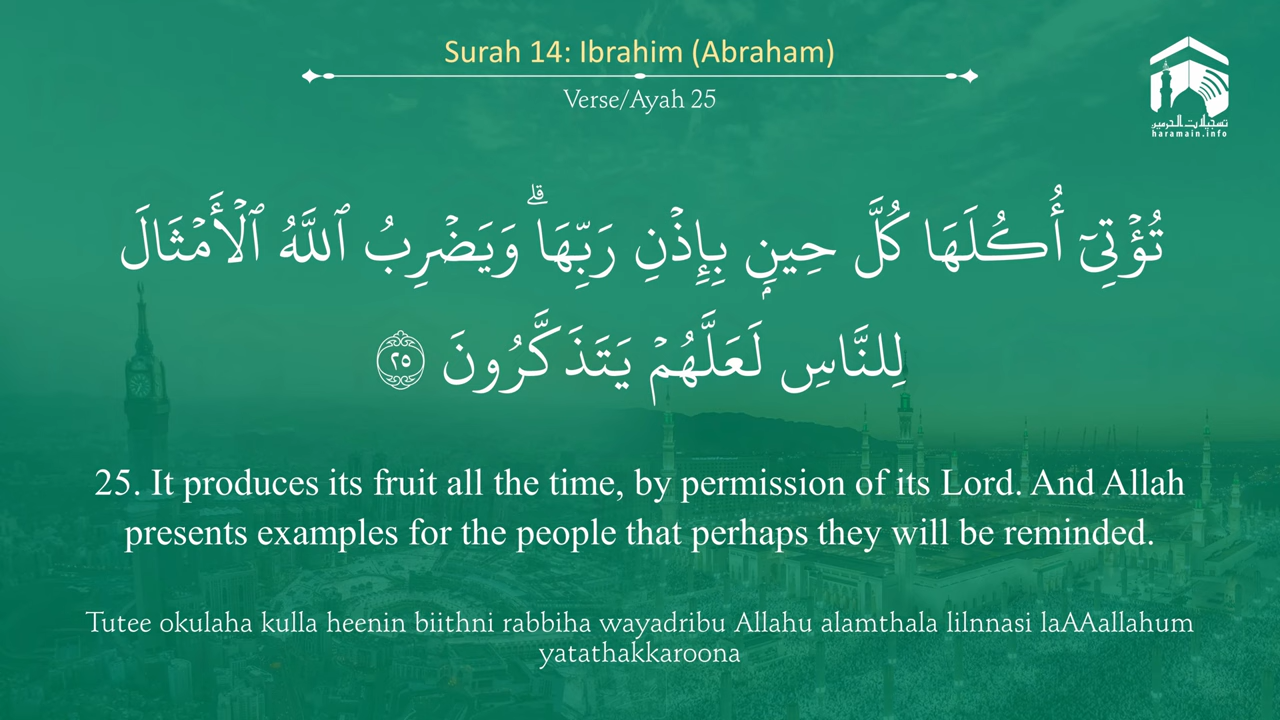 Surah 14: Ibrahim (Abraham)
Verse/Ayah 25
تسجيلات الحرمين
haramain.info
تُؤْتِىٓ أُكُلَهَا كُلَّ حِينٍۭ بِإِذْنِ رَبِّهَا ۗ وَيَضْرِبُ ٱللَّهُ ٱلْأَمْثَالَ
لِلنَّاسِ لَعَلَّهُمْ يَتَذَكَّرُونَ ٢٥
25. It produces its fruit all the time, by permission of its Lord. And Allah
presents examples for the people that perhaps they will be reminded.
Tutee okulaha kulla heenin biithni rabbiha wayadribu Allahu alamthala lilnnasi laAAallahum
yatathakkaroona